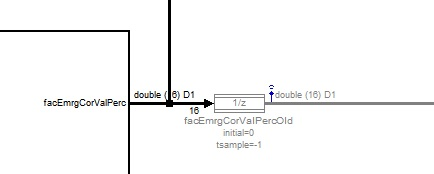 double (16) D1
double (16) D1
facEmrgCorValPerc
1/z
16
facEmrgCorValPercOld
initial=0
tsample=-1